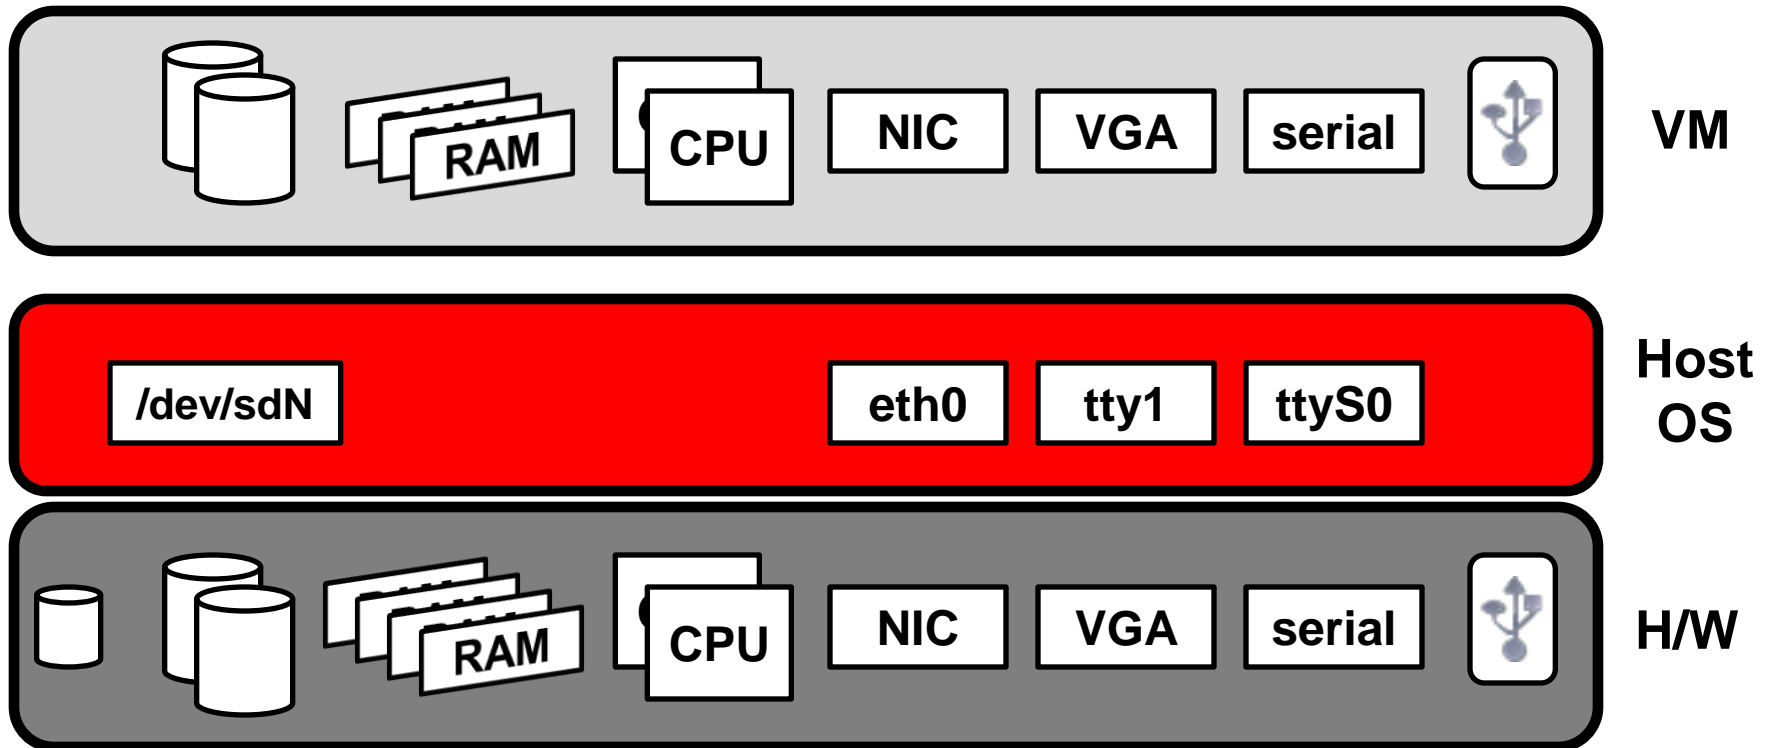 RAM
CPU
NIC
VGA
serial
VM
/dev/sdN
eth0
tty1
ttyS0
Host
OS
RAM
CPU
NIC
VGA
serial
H/W